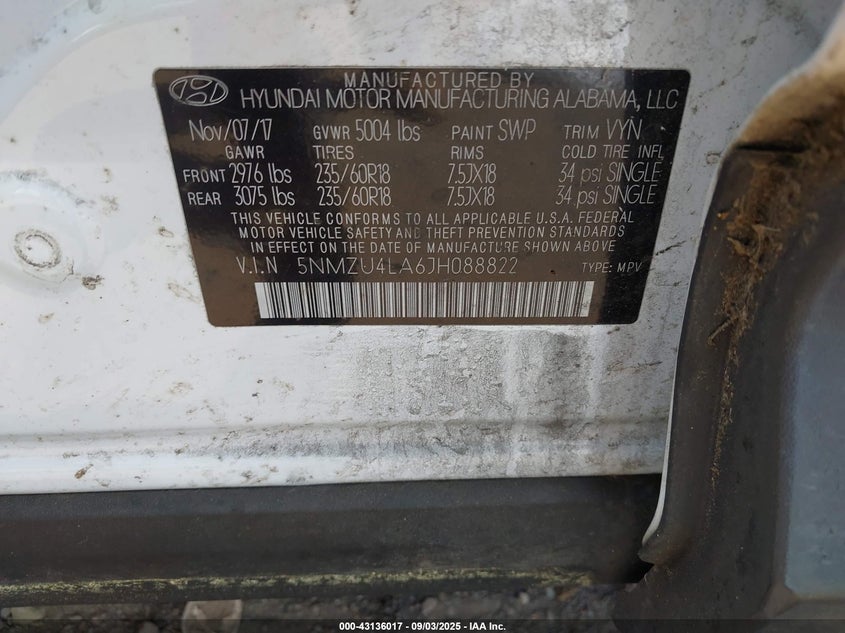 MANUFACTURED BY
HYUNDAI MOTOR MANUFACTURING ALABAMA, LLC
Nov/07/17 GVWR 5004 lbs PAINT SWP TRIM VYN
GAWR TIRES RIMS COLD TIRE INFL
FRONT 2976 lbs 235/60R18 7.5JX18 34 psi SINGLE
REAR 3075 lbs 235/60R18 7.5JX18 34 psi SINGLE
THIS VEHICLE CONFORMS TO ALL APPLICABLE U.S.A. FEDERAL
MOTOR VEHICLE SAFETY AND THEFT PREVENTION STANDARDS
IN EFFECT ON THE DATE OF MANUFACTURE SHOWN ABOVE
V.I.N 5NMZU4LA6JH088822 TYPE: MPV
000-43136017 - 09/03/2025 - IAA Inc.